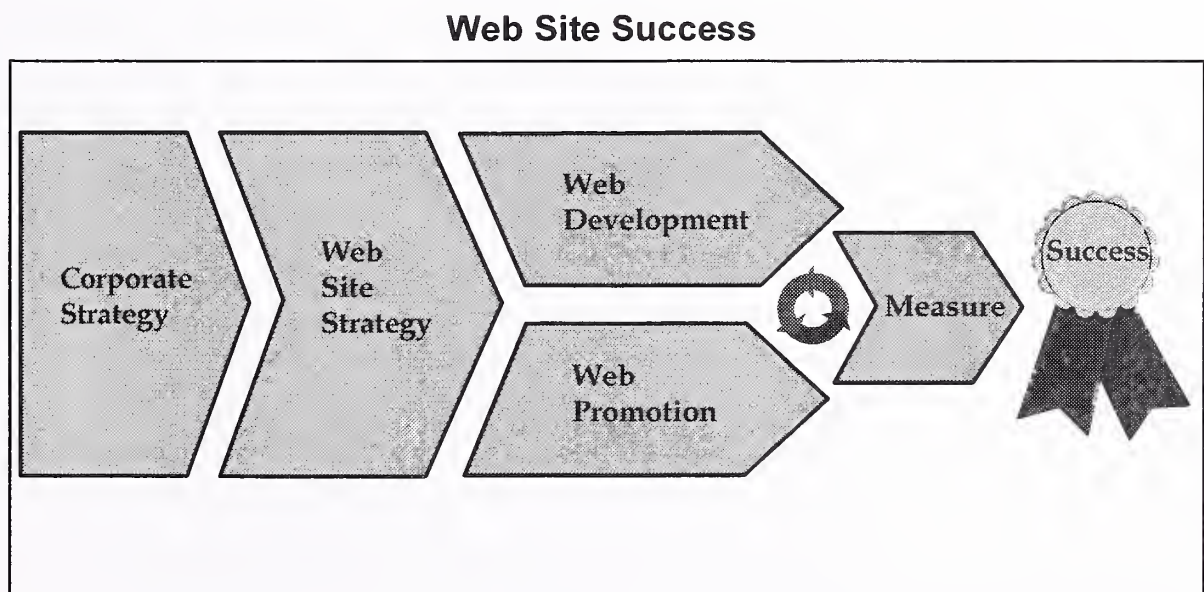 Web Site Success
Corporate
Strategy
Web
Site
Strategy
Web
Development
Web
Promotion
Measure
Success